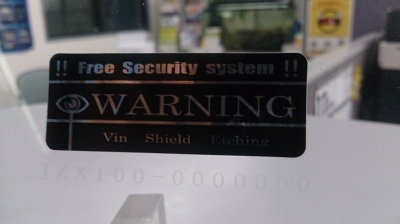 !! Free Security system !!
WARNING
Vin Shield Etching
JZX100-0000000